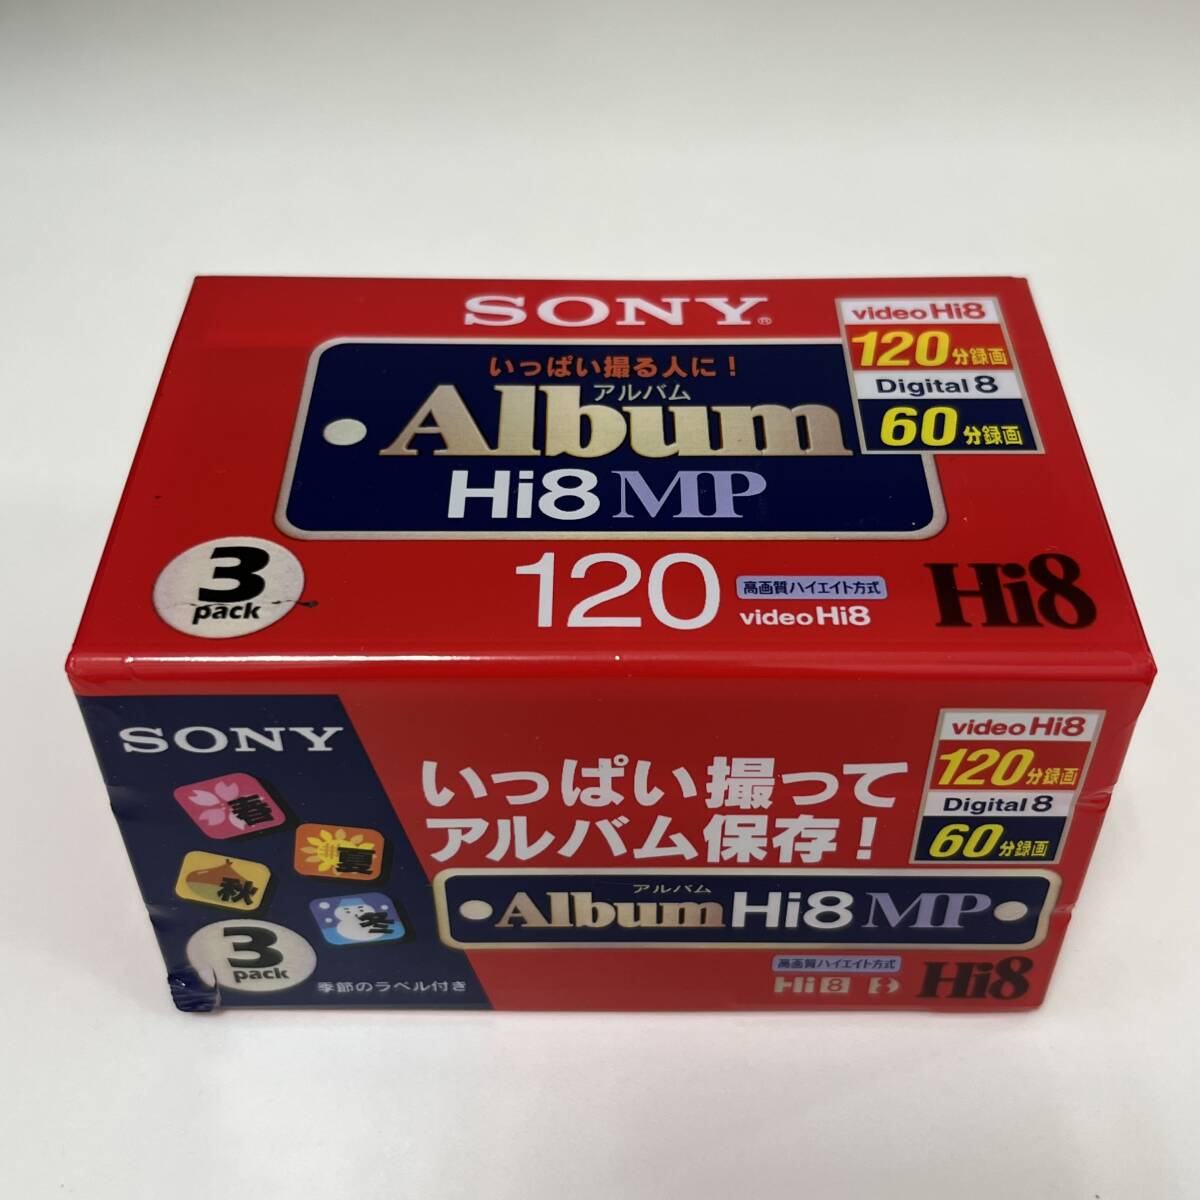 SONY®
video Hi8
120分録画
Digital 8
60分録画
いっぱい撮る人に！
アルバム
Album
Hi8 MP
3
pack
120
高画質ハイエイト方式
video Hi8
Hi8
SONY
春
夏
秋
冬
3
pack
季節のラベル付き
いっぱい撮って
アルバム保存！
video Hi8
120分録画
Digital 8
60分録画
アルバム
Album Hi8 MP
高画質ハイエイト方式
Hi8 8 Hi8